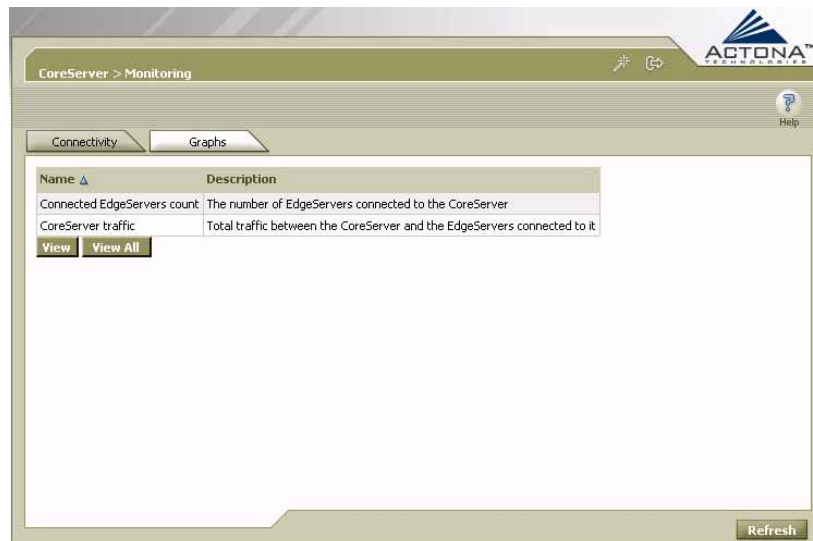 ACTONA™
TECHNOLOGIES
CoreServer > Monitoring
Help
Connectivity
Graphs
Name Description
Connected EdgeServers count The number of EdgeServers connected to the CoreServer
CoreServer traffic Total traffic between the CoreServer and the EdgeServers connected to it
View View All
Refresh